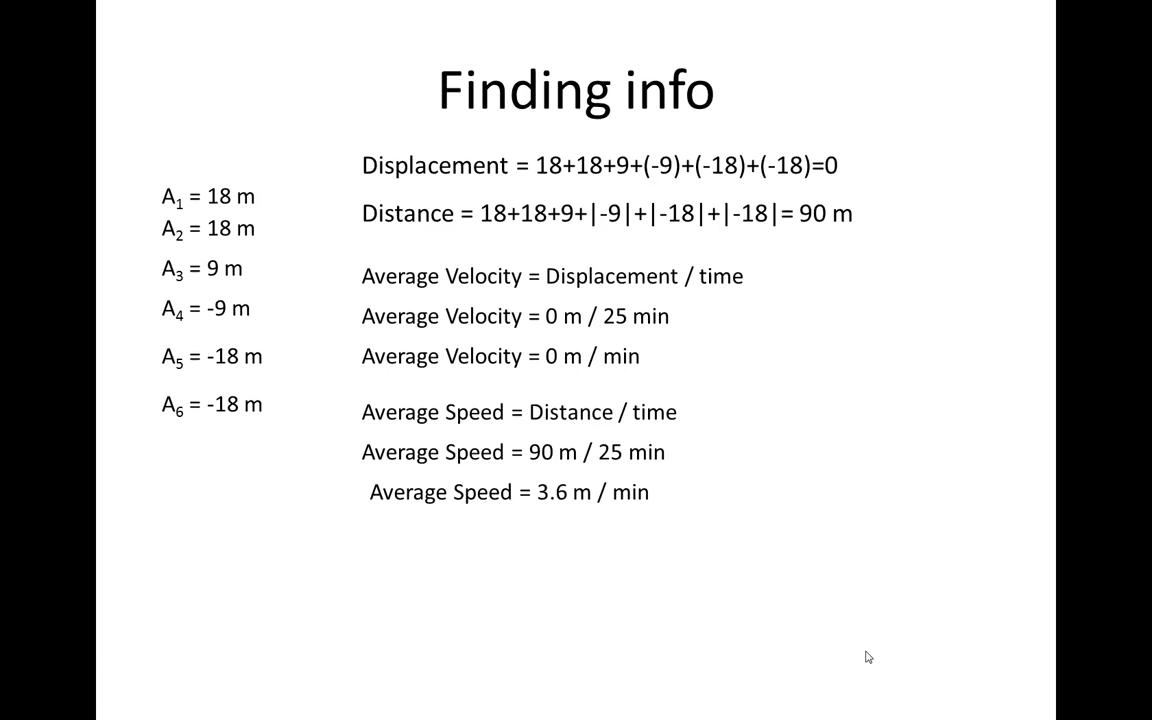 Finding info
Displacement = 18+18+9+(-9)+(-18)+(-18)=0
A₁ = 18 m
Distance = 18+18+9+|-9|+|-18|+|-18|= 90 m
A₂ = 18 m
A₃ = 9 m
Average Velocity = Displacement / time
A₄ = -9 m
Average Velocity = 0 m / 25 min
A₅ = -18 m
Average Velocity = 0 m / min
A₆ = -18 m
Average Speed = Distance / time
Average Speed = 90 m / 25 min
Average Speed = 3.6 m / min